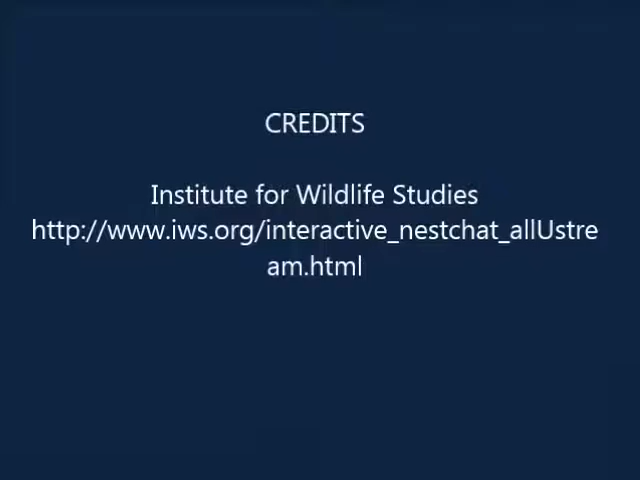 CREDITS
Institute for Wildlife Studies
http://www.iws.org/interactive_nestchat_allUstre
am.html